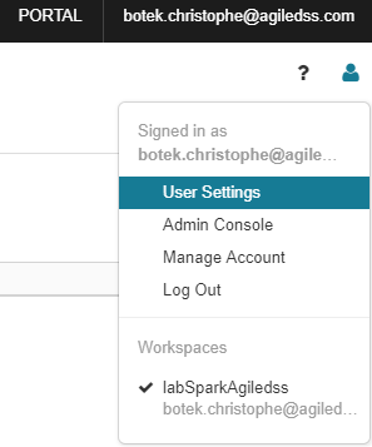 PORTAL botek.christophe@agiledss.com
?
Signed in as
botek.christophe@agile...
User Settings
Admin Console
Manage Account
Log Out
Workspaces
labSparkAgiledss
botek.christophe@agiled...